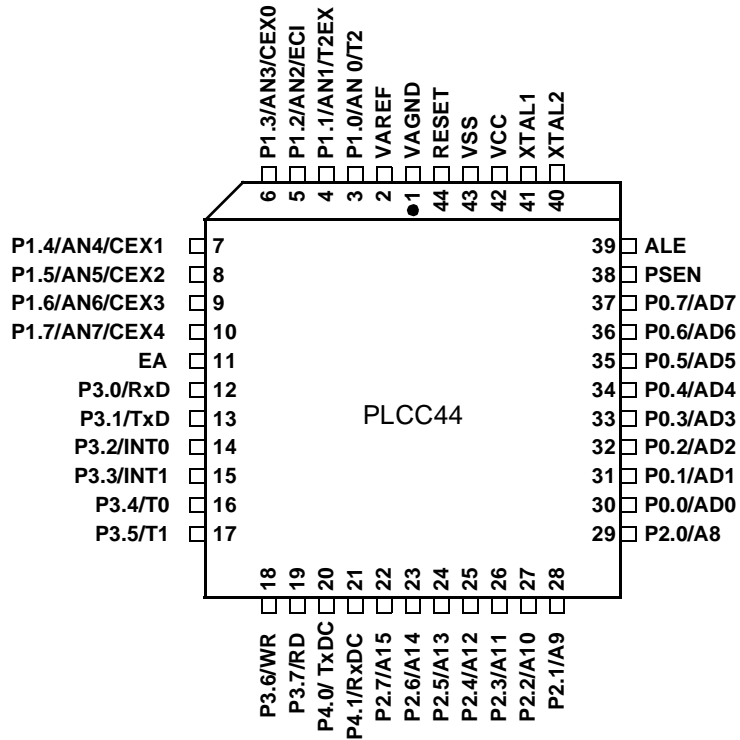 P1.3/AN3/CEX0
P1.2/AN2/ECI
P1.1/AN1/T2EX
P1.0/AN 0/T2
VAREF
VAGND
RESET
VSS
VCC
XTAL1
XTAL2
6 5 4 3 2 1 44 43 42 41 40
P1.4/AN4/CEX1 7
P1.5/AN5/CEX2 8
P1.6/AN6/CEX3 9
P1.7/AN7/CEX4 10
EA 11
P3.0/RxD 12
P3.1/TxD 13
P3.2/INT0 14
P3.3/INT1 15
P3.4/T0 16
P3.5/T1 17
PLCC44
39 ALE
38 PSEN
37 P0.7/AD7
36 P0.6/AD6
35 P0.5/AD5
34 P0.4/AD4
33 P0.3/AD3
32 P0.2/AD2
31 P0.1/AD1
30 P0.0/AD0
29 P2.0/A8
18 19 20 21 22 23 24 25 26 27 28
P3.6/WR
P3.7/RD
P4.0/ TxDC
P4.1/RxDC
P2.7/A15
P2.6/A14
P2.5/A13
P2.4/A12
P2.3/A11
P2.2/A10
P2.1/A9